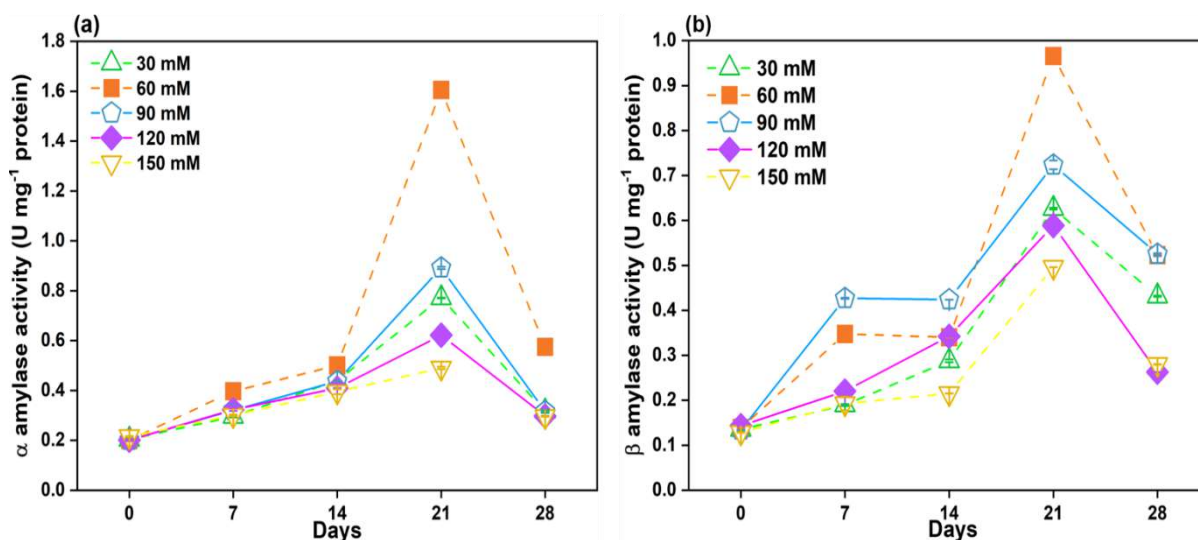 (a)
α amylase activity (U mg-1 protein)
1.8
1.6
1.4
1.2
1.0
0.8
0.6
0.4
0.2
0.0
30 mM
60 mM
90 mM
120 mM
150 mM
0 7 14 21 28
Days
(b)
β amylase activity (U mg-1 protein)
1.0
0.9
0.8
0.7
0.6
0.5
0.4
0.3
0.2
0.1
0.0
30 mM
60 mM
90 mM
120 mM
150 mM
0 7 14 21 28
Days